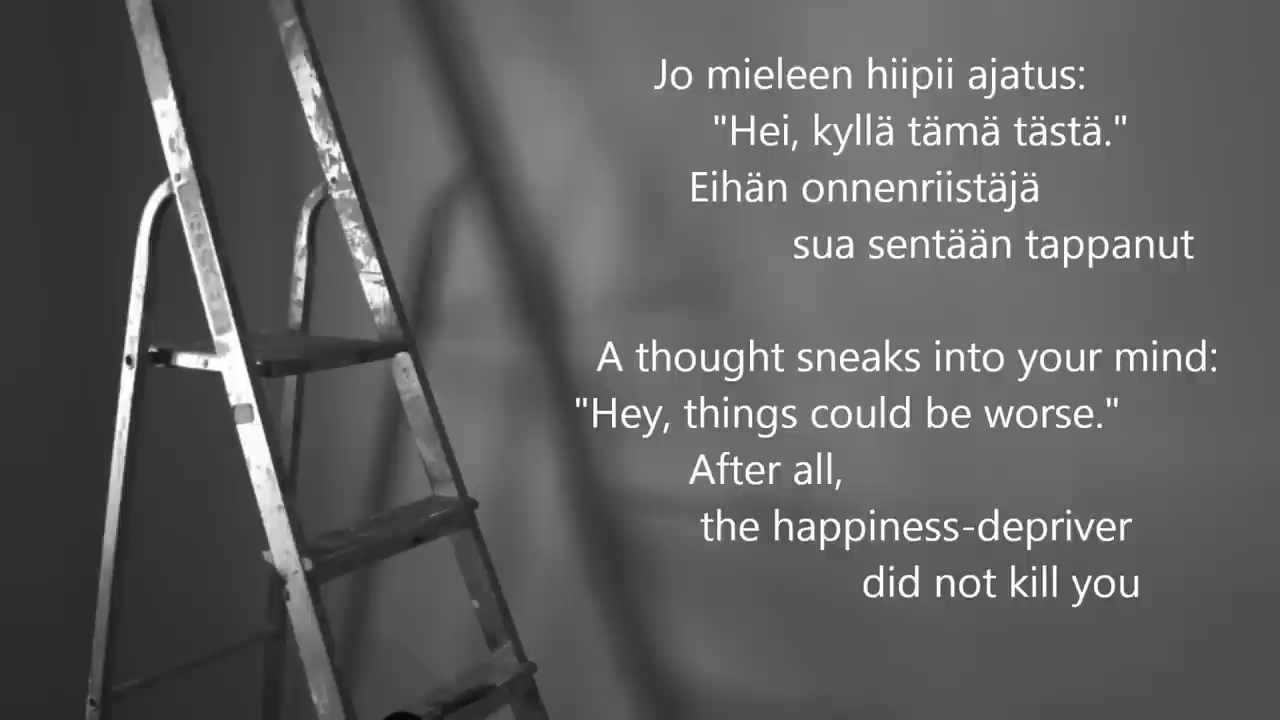 Jo mieleen hiipii ajatus:
"Hei, kyllä tämä tästä."
Eihän onnenriistäjä
sua sentään tappanut
A thought sneaks into your mind:
"Hey, things could be worse."
After all,
the happiness-depriver
did not kill you